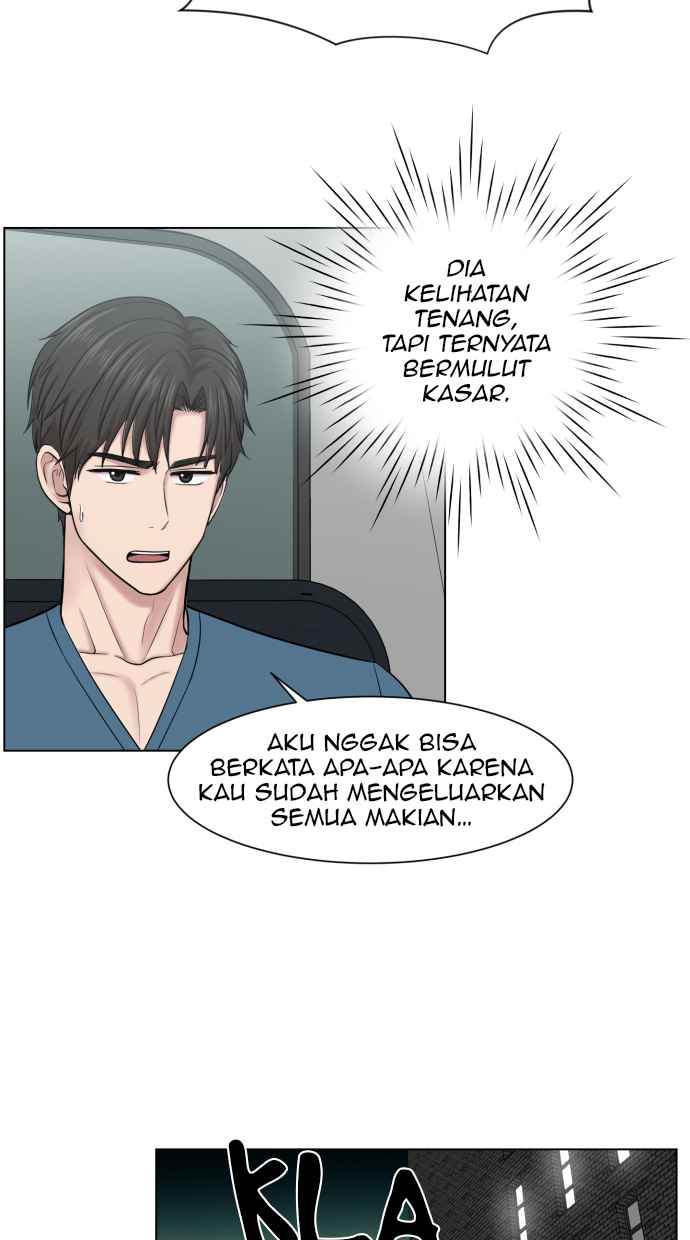 DIA
KELIHATAN
TENANG,
TAPI TERNYATA
BERMULUT
KASAR.
AKU NGGAK BISA
BERKATA APA-APA KARENA
KAU SUDAH MENGELUARKAN
SEMUA MAKIAN...
KLA